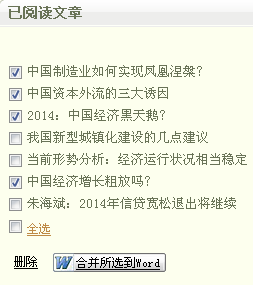 已阅读文章
中国制造业如何实现凤凰涅槃?
中国资本外流的三大诱因
2014: 中国经济黑天鹅?
我国新型城镇化建设的几点建议
当前形势分析: 经济运行状况相当稳定
中国经济增长粗放吗?
朱海斌: 2014年信贷宽松退出将继续
全选
删除 合并所选到Word